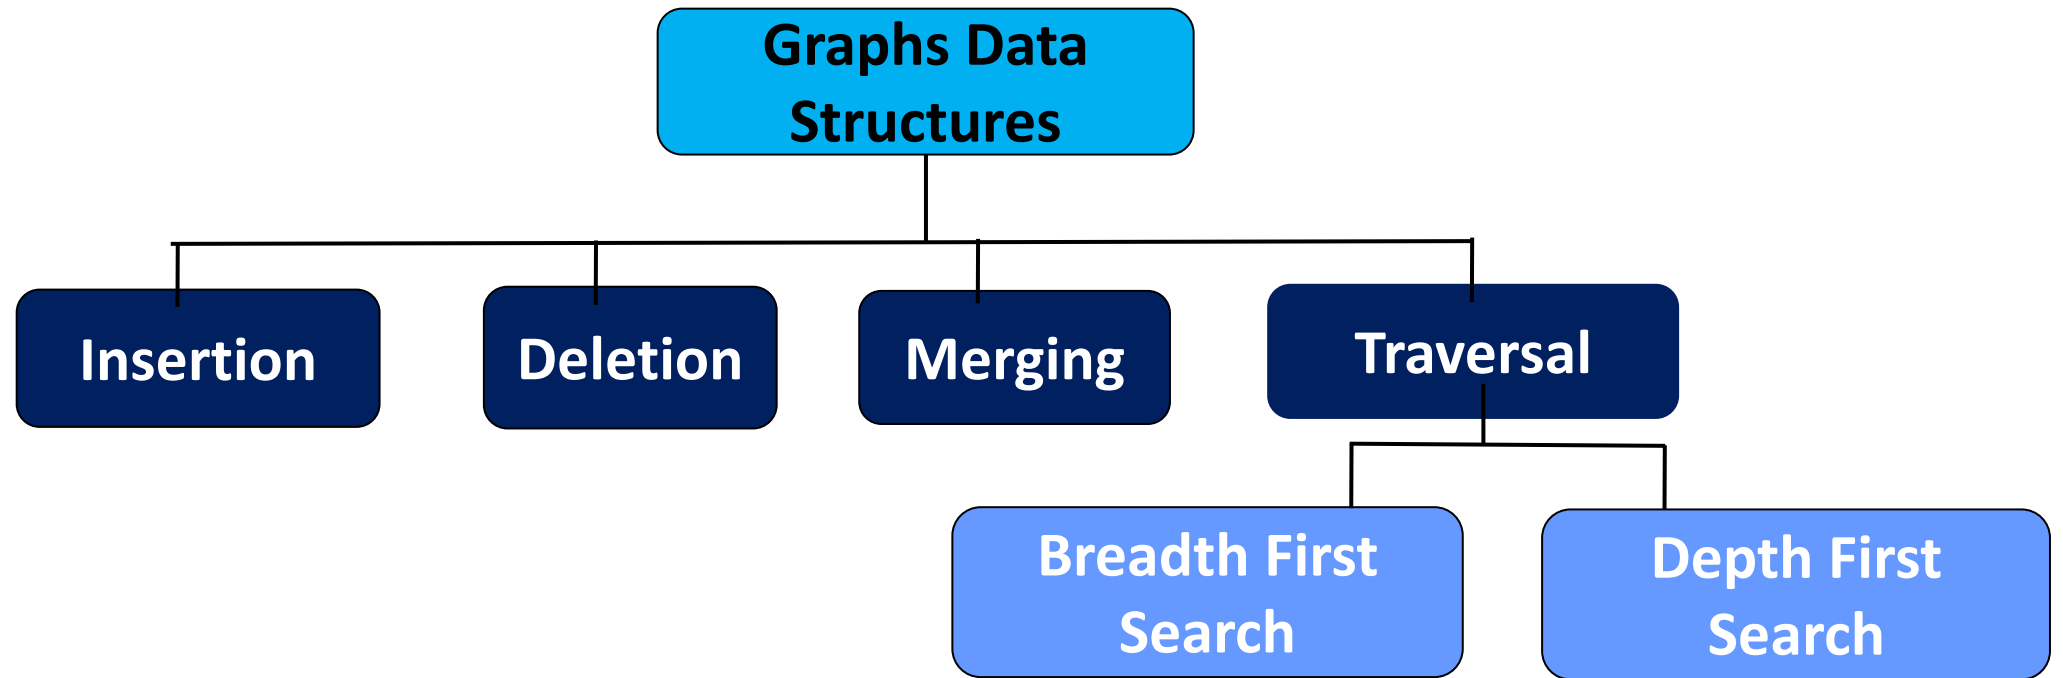 Graphs Data
Structures
Insertion
Deletion
Merging
Traversal
Breadth First
Search
Depth First
Search